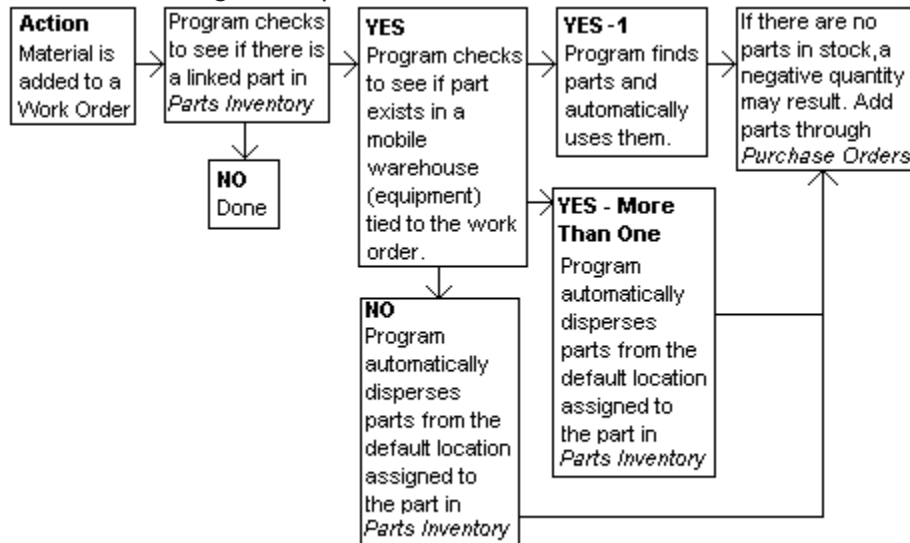 Action
Material is
added to a
Work Order
Program checks
to see if there is
a linked part in
Parts Inventory
NO
Done
YES
Program checks
to see if part
exists in a
mobile
warehouse
(equipment)
tied to the work
order.
YES -1
Program finds
parts and
automatically
uses them.
If there are no
parts in stock,a
negative quantity
may result. Add
parts through
Purchase Orders
YES - More
Than One
Program
automatically
disperses
parts from the
default location
assigned to
the part in
Parts Inventory
NO
Program
automatically
disperses
parts from the
default location
assigned to
the part in
Parts Inventory